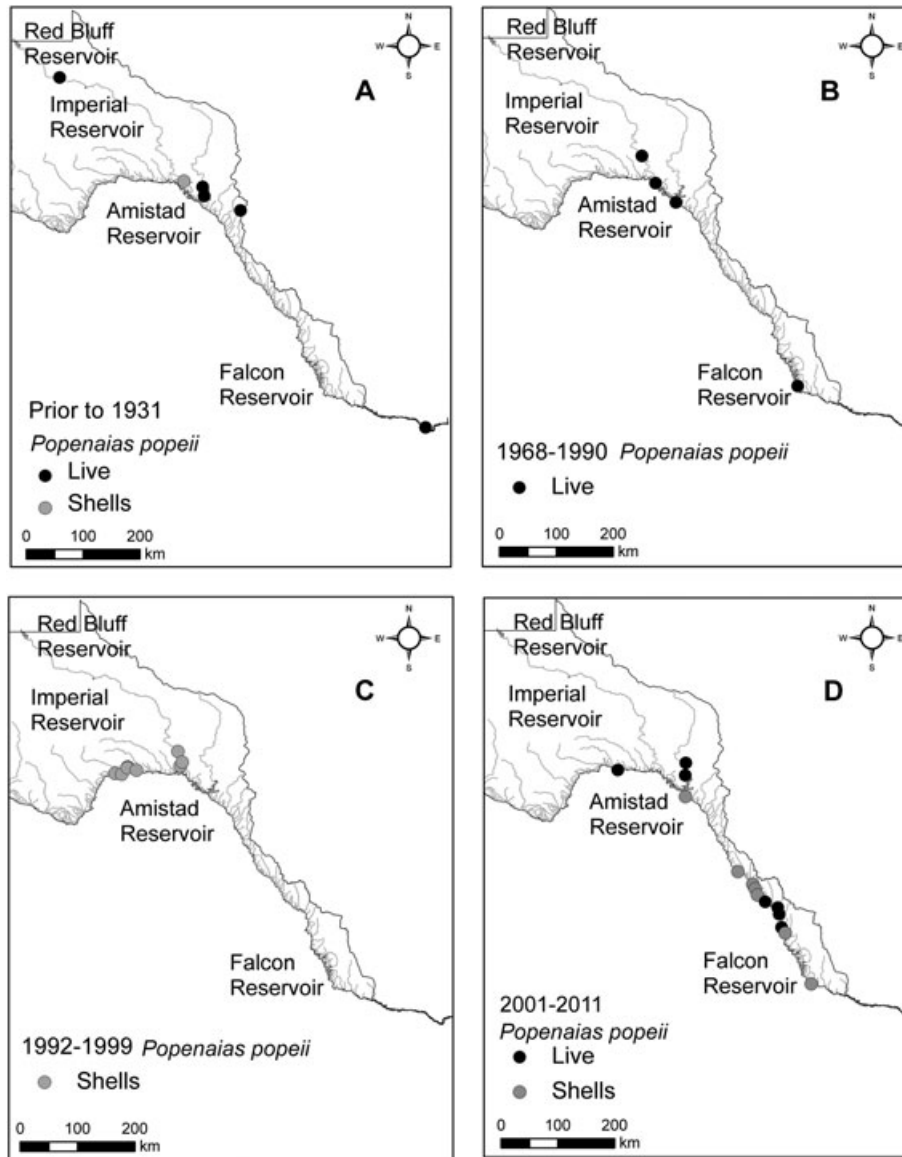 Red Bluff
Reservoir
N
W E
S
A
Imperial
Reservoir
Amistad
Reservoir
Falcon
Reservoir
Prior to 1931
Popenaias popeii
Live
Shells
0 100 200
km
Red Bluff
Reservoir
N
W E
S
B
Imperial
Reservoir
Amistad
Reservoir
Falcon
Reservoir
1968-1990 Popenaias popeii
Live
0 100 200
km
Red Bluff
Reservoir
N
W E
S
C
Imperial
Reservoir
Amistad
Reservoir
Falcon
Reservoir
1992-1999 Popenaias popeii
Shells
0 100 200
km
Red Bluff
Reservoir
N
W E
S
D
Imperial
Reservoir
Amistad
Reservoir
Falcon
Reservoir
2001-2011
Popenaias popeii
Live
Shells
0 100 200
km